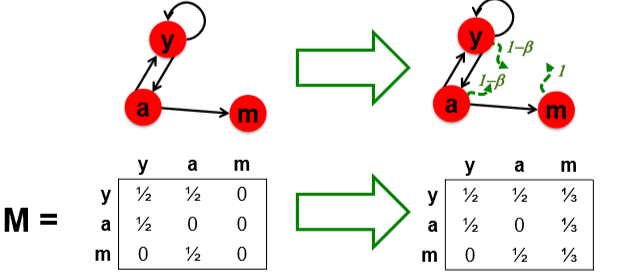 y
a
m
y
1-β
1-β
1
a
m
y a m
y ½ ½ 0
M = a ½ 0 0
m 0 ½ 0
y a m
y ½ ½ ⅓
a ½ 0 ⅓
m 0 ½ ⅓